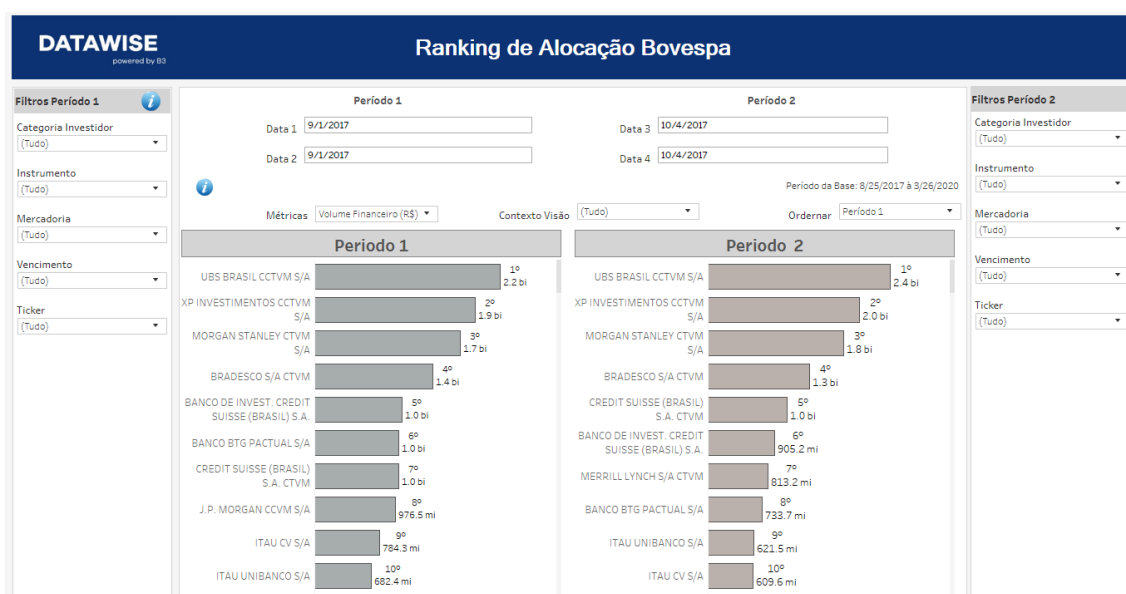 DATAWISE
powered by B3
Ranking de Alocação Bovespa
Filtros Período 1
Categoria Investidor
(Tudo)
Instrumento
(Tudo)
Mercadoria
(Tudo)
Vencimento
(Tudo)
Ticker
(Tudo)
Período 1
Data 1 9/1/2017
Data 2 9/1/2017
Período 2
Data 3 10/4/2017
Data 4 10/4/2017
Período da Base: 8/25/2017 à 3/26/2020
Métricas Volume Financeiro (R$)
Contexto Visão (Tudo)
Ordernar Período 1
Periodo 1
UBS BRASIL CCTVM S/A
1º
2.2 bi
XP INVESTIMENTOS CCTVM
S/A
2º
1.9 bi
MORGAN STANLEY CTVM
S/A
3º
1.7 bi
BRADESCO S/A CTVM
4º
1.4 bi
BANCO DE INVEST. CREDIT
SUISSE (BRASIL) S.A.
5º
1.0 bi
BANCO BTG PACTUAL S/A
6º
1.0 bi
CREDIT SUISSE (BRASIL)
S.A. CTVM
7º
1.0 bi
J.P. MORGAN CCVM S/A
8º
976.5 mi
ITAU CV S/A
9º
784.3 mi
ITAU UNIBANCO S/A
10º
682.4 mi
Periodo 2
UBS BRASIL CCTVM S/A
1º
2.4 bi
XP INVESTIMENTOS CCTVM
S/A
2º
2.0 bi
MORGAN STANLEY CTVM
S/A
3º
1.8 bi
BRADESCO S/A CTVM
4º
1.3 bi
CREDIT SUISSE (BRASIL)
S.A. CTVM
5º
1.0 bi
BANCO DE INVEST. CREDIT
SUISSE (BRASIL) S.A.
6º
905.2 mi
MERRILL LYNCH S/A CTVM
7º
813.2 mi
BANCO BTG PACTUAL S/A
8º
733.7 mi
ITAU UNIBANCO S/A
9º
621.5 mi
ITAU CV S/A
10º
609.6 mi
Filtros Período 2
Categoria Investidor
(Tudo)
Instrumento
(Tudo)
Mercadoria
(Tudo)
Vencimento
(Tudo)
Ticker
(Tudo)